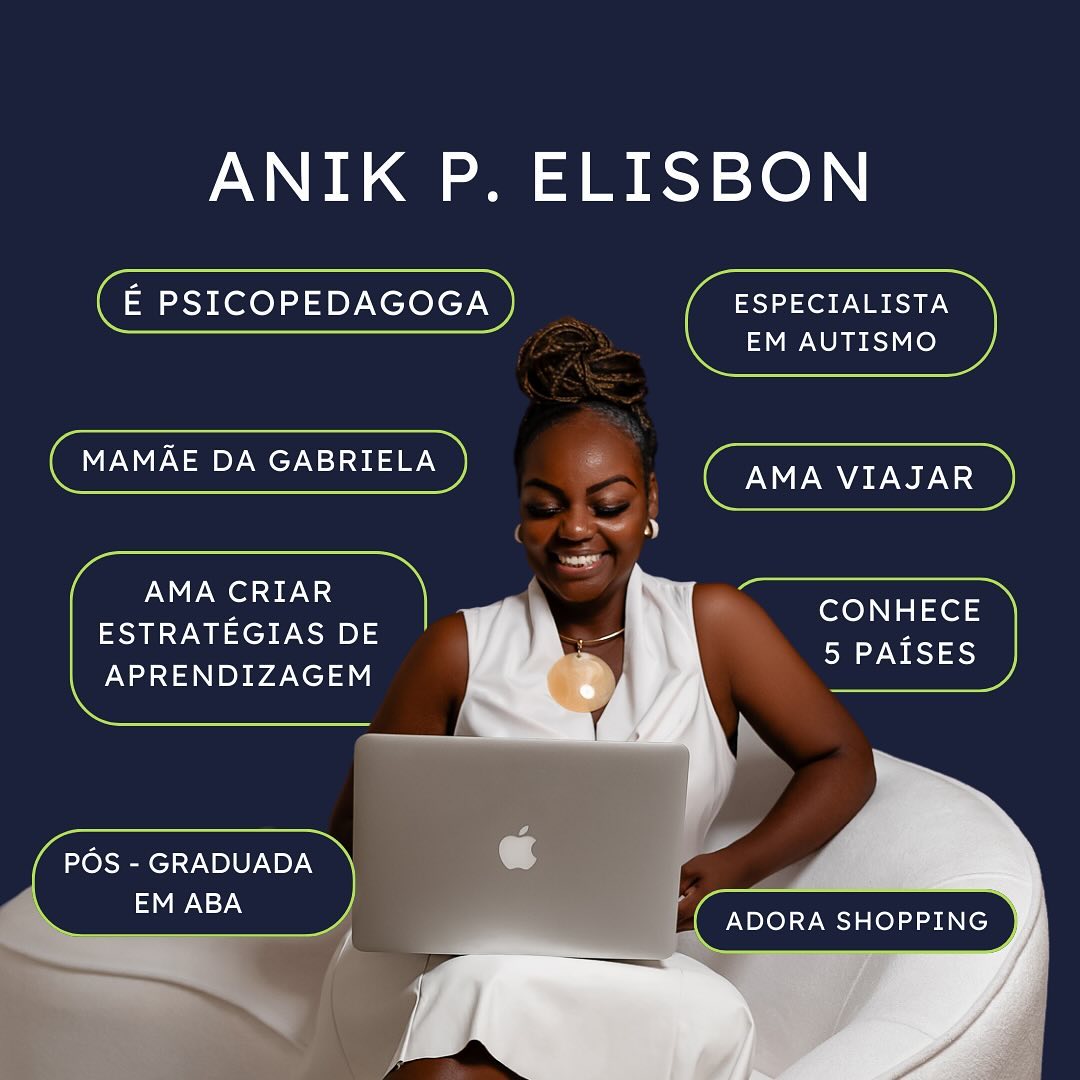 ANIK P. ELISBON
É PSICOPEDAGOGA
ESPECIALISTA
EM AUTISMO
MAMÃE DA GABRIELA
AMA VIAJAR
AMA CRIAR
ESTRATÉGIAS DE
APRENDIZAGEM
CONHECE
5 PAÍSES
PÓS - GRADUADA
EM ABA
ADORA SHOPPING